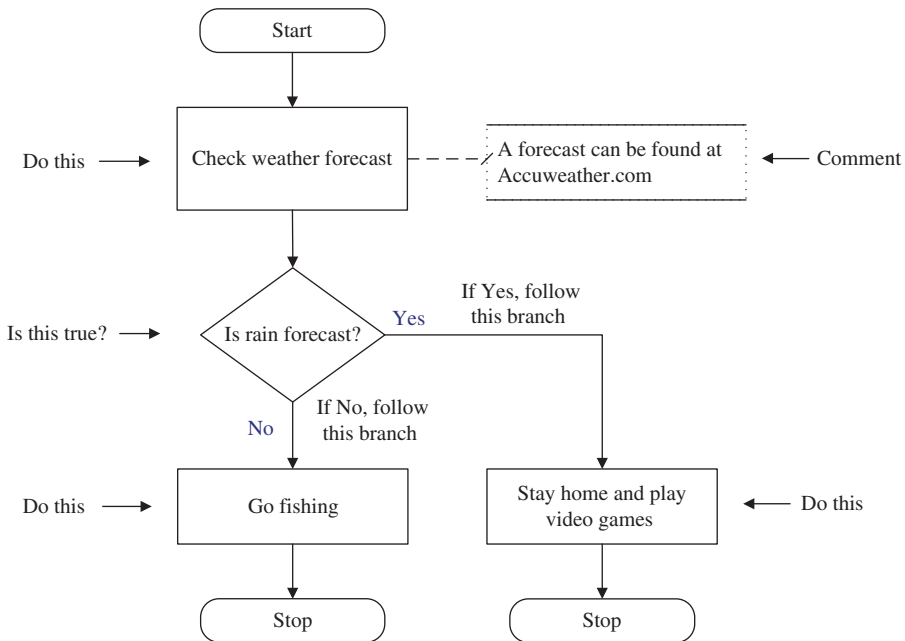 Start
Do this
Check weather forecast
A forecast can be found at
Accuweather.com
Comment
Is this true?
Is rain forecast?
Yes
If Yes, follow
this branch
No
If No, follow
this branch
Do this
Go fishing
Stay home and play
video games
Do this
Stop
Stop